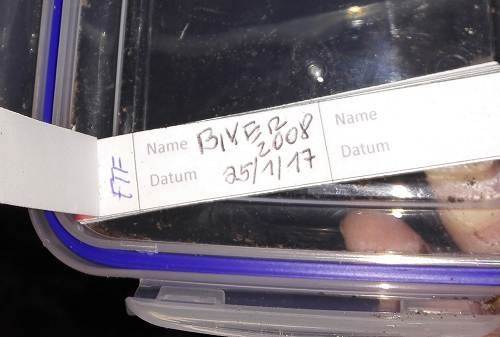 FTF
Name BIVER
2008
Datum 25/1/17
Name
Datum